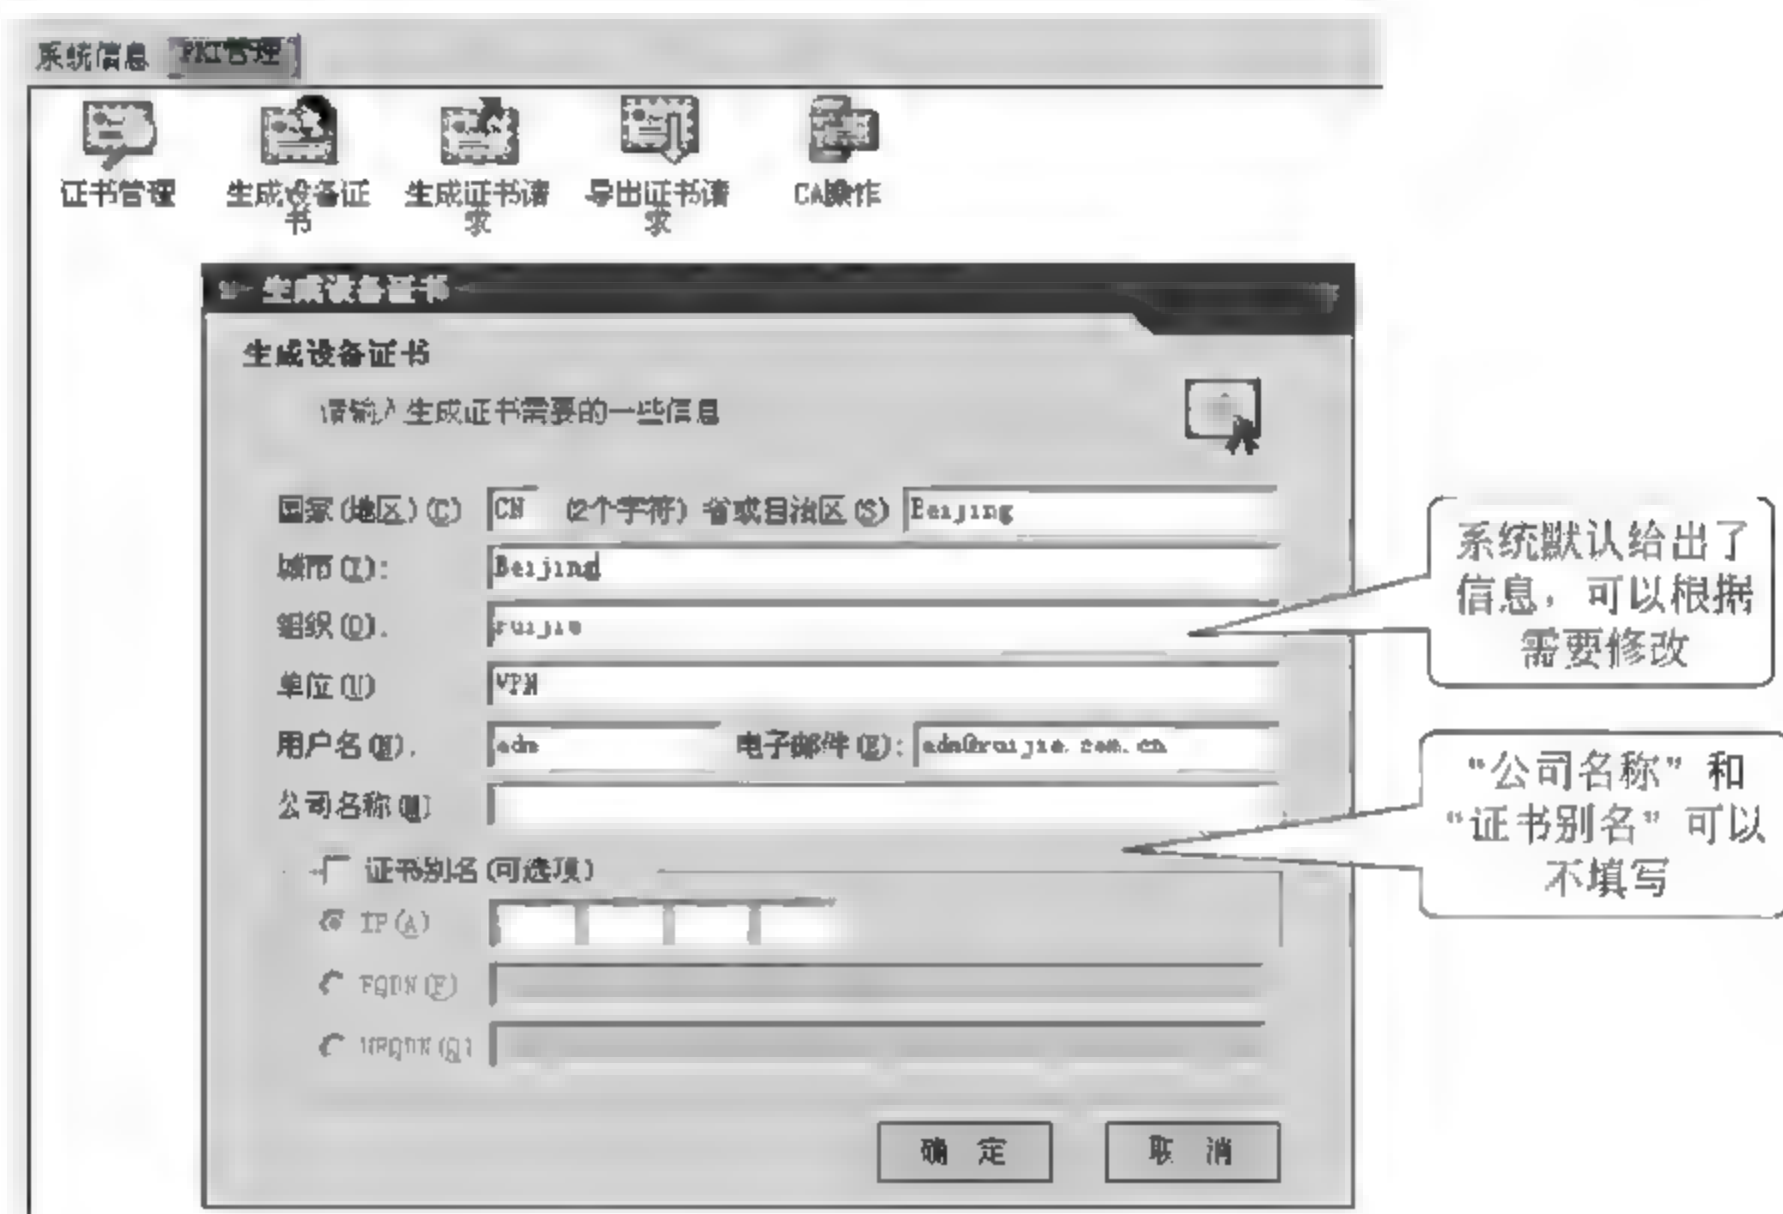 系统信息 PKI管理
证书管理 生成设备证书 生成证书请求 导出证书请求 CA操作
生成设备证书
生成设备证书
请输入生成证书需要的一些信息
国家(地区)(C) CN (2个字符) 省或自治区(S) Beijing
城市(T): Beijing
组织(O). ruijie
单位(U) VPN
用户名(N). adm 电子邮件(E): adm@ruijie.com.cn
公司名称(M)
证书别名(可选项)
IP(A)
FQDN(F)
UFQDN(Q)
确 定 取 消
系统默认给出了
信息，可以根据
需要修改
“公司名称”和
“证书别名”可以
不填写